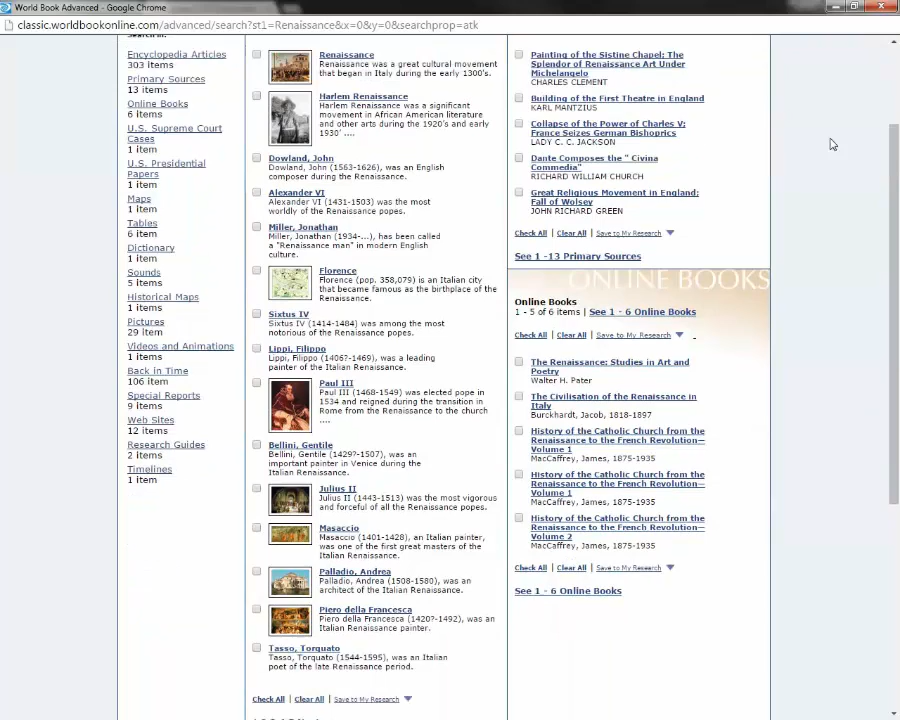 World Book Advanced - Google Chrome
classic.worldbookonline.com/advanced/search?st1=Renaissance&x=0&y=0&searchprop=atk
Search in:
Encyclopedia Articles
303 items
Primary Sources
13 items
Online Books
6 items
U.S. Supreme Court
Cases
1 item
U.S. Presidential
Papers
1 item
Maps
1 item
Tables
6 item
Dictionary
1 item
Sounds
5 items
Historical Maps
1 items
Pictures
29 item
Videos and Animations
1 items
Back in Time
106 item
Special Reports
9 items
Web Sites
12 items
Research Guides
2 items
Timelines
1 item
Renaissance
Renaissance was a great cultural movement
that began in Italy during the early 1300's.
Harlem Renaissance
Harlem Renaissance was a significant
movement in African American literature
and other arts during the 1920's and early
1930' ....
Dowland, John
Dowland, John (1563-1626), was an English
composer during the Renaissance.
Alexander VI
Alexander VI (1431-1503) was the most
worldly of the Renaissance popes.
Miller, Jonathan
Miller, Jonathan (1934-...), has been called
a "Renaissance man" in modern English
culture.
Florence
Florence (pop. 358,079) is an Italian city
that became famous as the birthplace of the
Renaissance.
Sixtus IV
Sixtus IV (1414-1484) was among the most
notorious of the Renaissance popes.
Lippi, Filippo
Lippi, Filippo (1406?-1469), was a leading
painter of the Italian Renaissance.
Paul III
Paul III (1468-1549) was elected pope in
1534 and reigned during the transition in
Rome from the Renaissance to the church
....
Bellini, Gentile
Bellini, Gentile (1429?-1507), was an
important painter in Venice during the
Italian Renaissance.
Julius II
Julius II (1443-1513) was the most vigorous
and forceful of all the Renaissance popes.
Masaccio
Masaccio (1401-1428), an Italian painter,
was one of the first great masters of the
Italian Renaissance.
Palladio, Andrea
Palladio, Andrea (1508-1580), was an
architect of the Italian Renaissance.
Piero della Francesca
Piero della Francesca (1420?-1492), was an
Italian Renaissance painter.
Tasso, Torquato
Tasso, Torquato (1544-1595), was an Italian
poet of the late Renaissance period.
Check All | Clear All | Save to My Research
Painting of the Sistine Chapel: The
Splendor of Renaissance Art Under
Michelangelo
CHARLES CLEMENT
Building of the First Theatre in England
KARL MANTZIUS
Collapse of the Power of Charles V:
France Seizes German Bishoprics
LADY C. C. JACKSON
Dante Composes the " Civina
Commedia"
RICHARD WILLIAM CHURCH
Great Religious Movement in England:
Fall of Wolsey
JOHN RICHARD GREEN
Check All | Clear All | Save to My Research
See 1 -13 Primary Sources
ONLINE BOOKS
Online Books
1 - 5 of 6 items | See 1 - 6 Online Books
Check All | Clear All | Save to My Research
The Renaissance: Studies in Art and
Poetry
Walter H. Pater
The Civilisation of the Renaissance in
Italy
Burckhardt, Jacob, 1818-1897
History of the Catholic Church from the
Renaissance to the French Revolution—
Volume 1
MacCaffrey, James, 1875-1935
History of the Catholic Church from the
Renaissance to the French Revolution—
Volume 1
MacCaffrey, James, 1875-1935
History of the Catholic Church from the
Renaissance to the French Revolution—
Volume 2
MacCaffrey, James, 1875-1935
Check All | Clear All | Save to My Research
See 1 - 6 Online Books